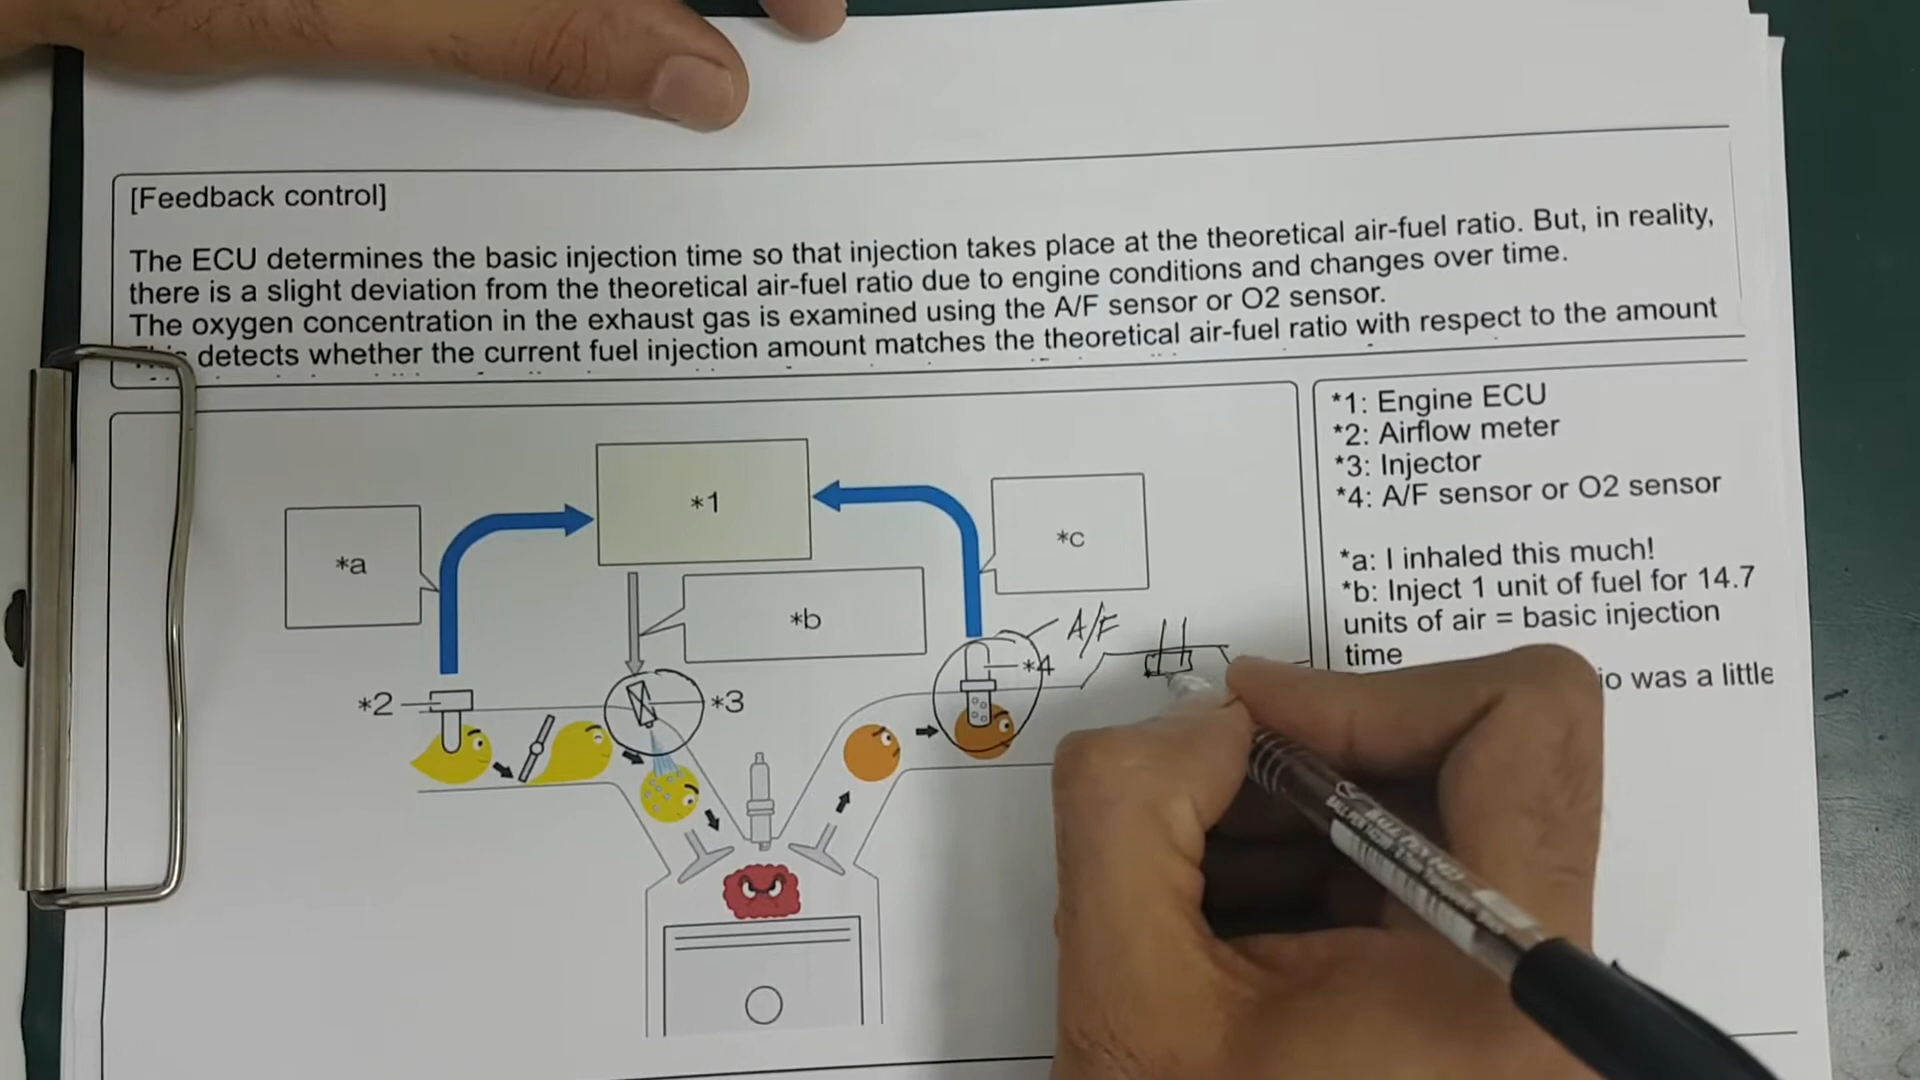 [Feedback control]
The ECU determines the basic injection time so that injection takes place at the theoretical air-fuel ratio. But, in reality,
there is a slight deviation from the theoretical air-fuel ratio due to engine conditions and changes over time.
The oxygen concentration in the exhaust gas is examined using the A/F sensor or O2 sensor.
detects whether the current fuel injection amount matches the theoretical air-fuel ratio with respect to the amount
*1
*a
*c
*b
A/F
*4
*2
*3
*1: Engine ECU
*2: Airflow meter
*3: Injector
*4: A/F sensor or O2 sensor
*a: I inhaled this much!
*b: Inject 1 unit of fuel for 14.7
units of air = basic injection
time
was a little